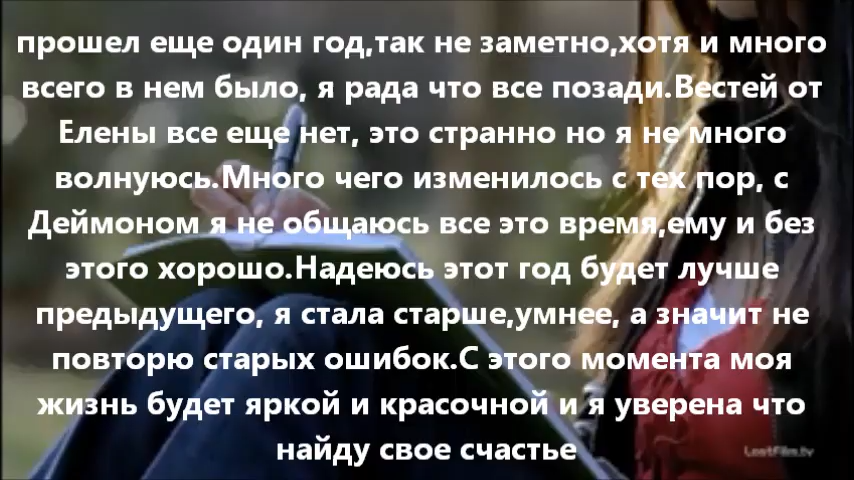 прошел еще один год,так не заметно,хотя и много
всего в нем было, я рада что все позади.Вестей от
Елены все еще нет, это странно но я не много
волнуюсь.Много чего изменилось с тех пор, с
Деймоном я не общаюсь все это время,ему и без
этого хорошо.Надеюсь этот год будет лучше
предыдущего, я стала старше,умнее, а значит не
повторю старых ошибок.С этого момента моя
жизнь будет яркой и красочной и я уверена что
найду свое счастье
LostFilm.tv